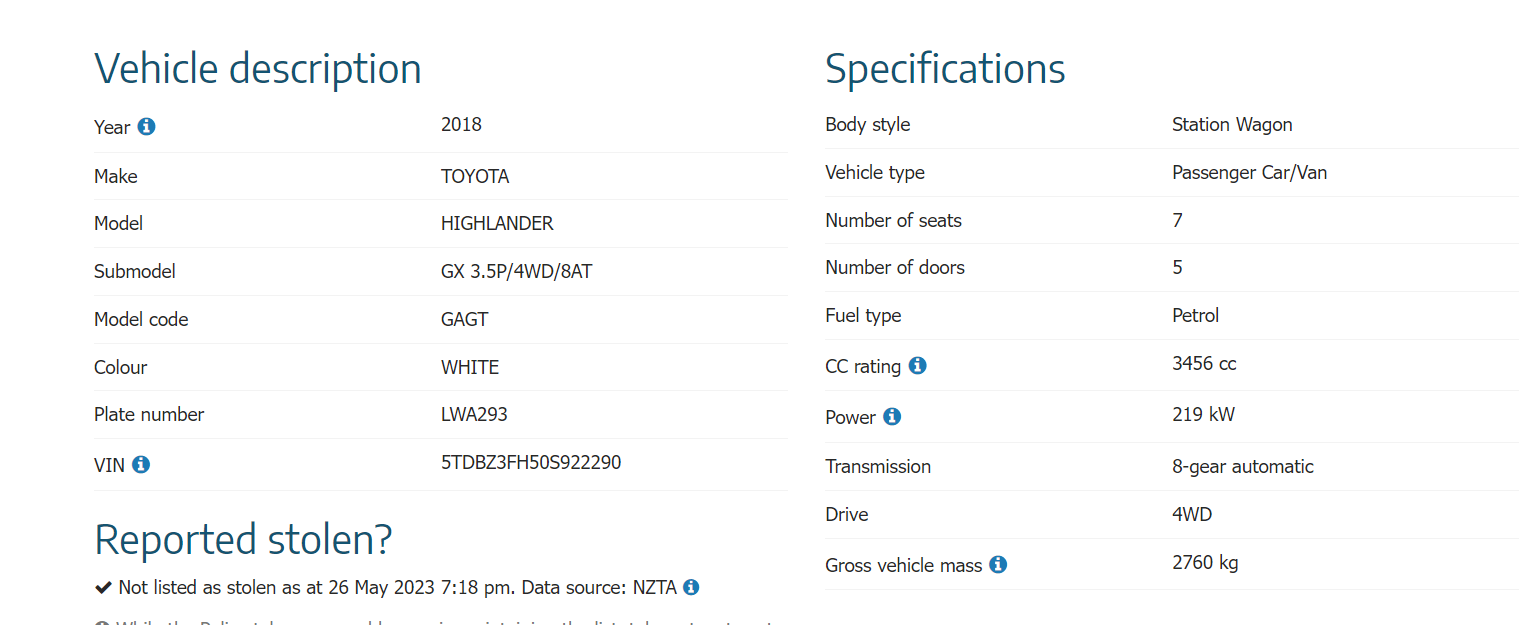 Vehicle description
Year 2018
Make TOYOTA
Model HIGHLANDER
Submodel GX 3.5P/4WD/8AT
Model code GAGT
Colour WHITE
Plate number LWA293
VIN 5TDBZ3FH50S922290
Reported stolen?
Not listed as stolen as at 26 May 2023 7:18 pm. Data source: NZTA
Specifications
Body style Station Wagon
Vehicle type Passenger Car/Van
Number of seats 7
Number of doors 5
Fuel type Petrol
CC rating 3456 cc
Power 219 kW
Transmission 8-gear automatic
Drive 4WD
Gross vehicle mass 2760 kg